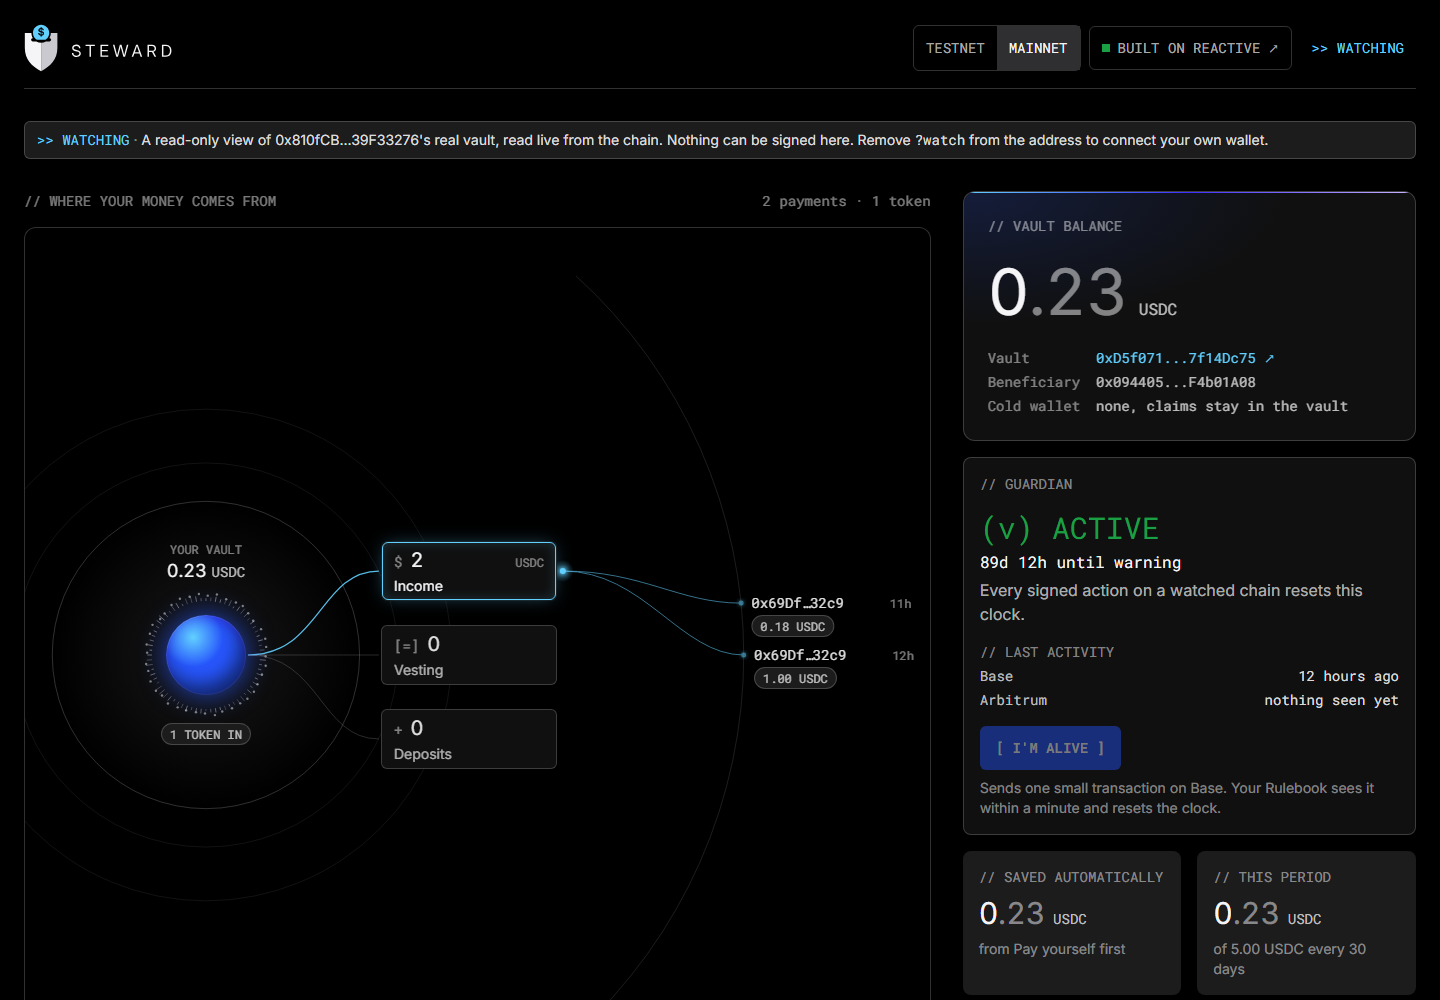 $
STEWARD
TESTNET
MAINNET
BUILT ON REACTIVE ↗
>> WATCHING
>> WATCHING · A read-only view of 0x810fCB...39F33276's real vault, read live from the chain. Nothing can be signed here. Remove ?watch from the address to connect your own wallet.
// WHERE YOUR MONEY COMES FROM
2 payments · 1 token
YOUR VAULT
0.23 USDC
1 TOKEN IN
$ 2 USDC
Income
[=] 0
Vesting
+ 0
Deposits
0x69Df…32c9 11h
0.18 USDC
0x69Df…32c9 12h
1.00 USDC
// VAULT BALANCE
0.23 USDC
Vault 0xD5f071...7f14Dc75 ↗
Beneficiary 0x094405...F4b01A08
Cold wallet none, claims stay in the vault
// GUARDIAN
(v) ACTIVE
89d 12h until warning
Every signed action on a watched chain resets this
clock.
// LAST ACTIVITY
Base 12 hours ago
Arbitrum nothing seen yet
[ I'M ALIVE ]
Sends one small transaction on Base. Your Rulebook sees it
within a minute and resets the clock.
// SAVED AUTOMATICALLY
0.23 USDC
from Pay yourself first
// THIS PERIOD
0.23 USDC
of 5.00 USDC every 30
days